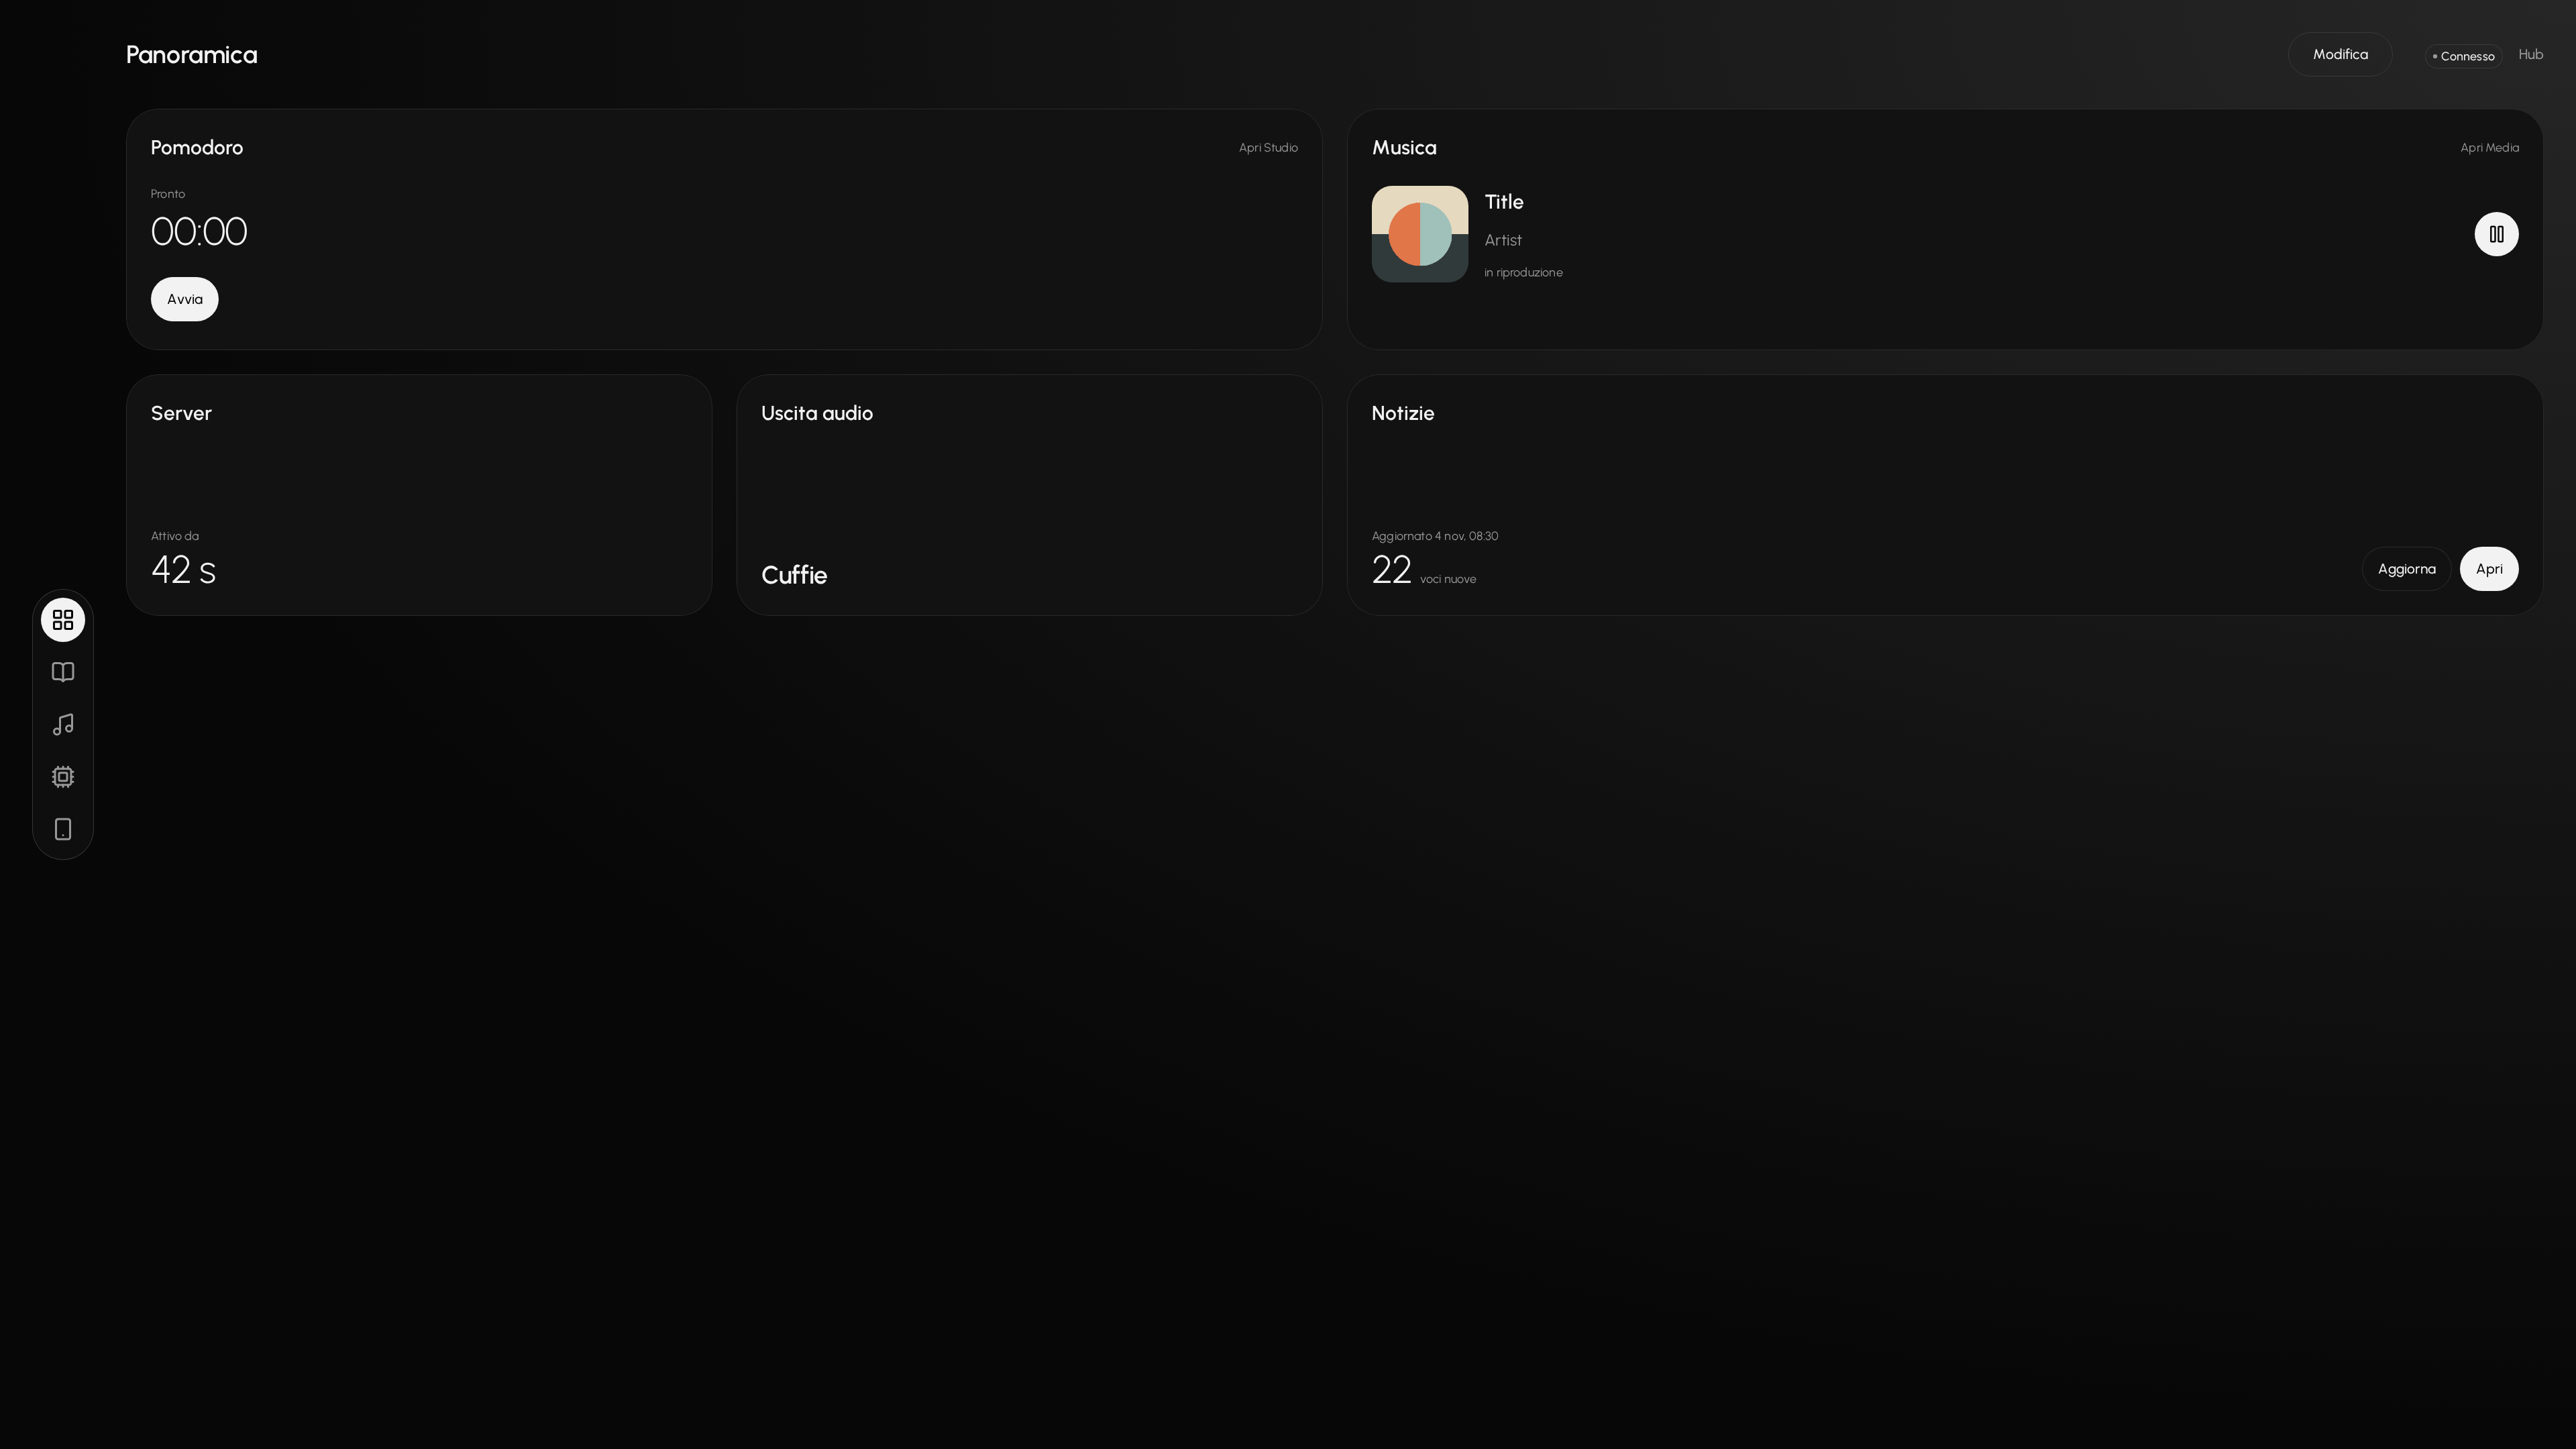 Panoramica
Modifica
Connesso
Hub
Pomodoro
Apri Studio
Pronto
00:00
Avvia
Musica
Apri Media
Title
Artist
in riproduzione
Server
Attivo da
42 s
Uscita audio
Cuffie
Notizie
Aggiornato 4 nov, 08:30
22 voci nuove
Aggiorna
Apri